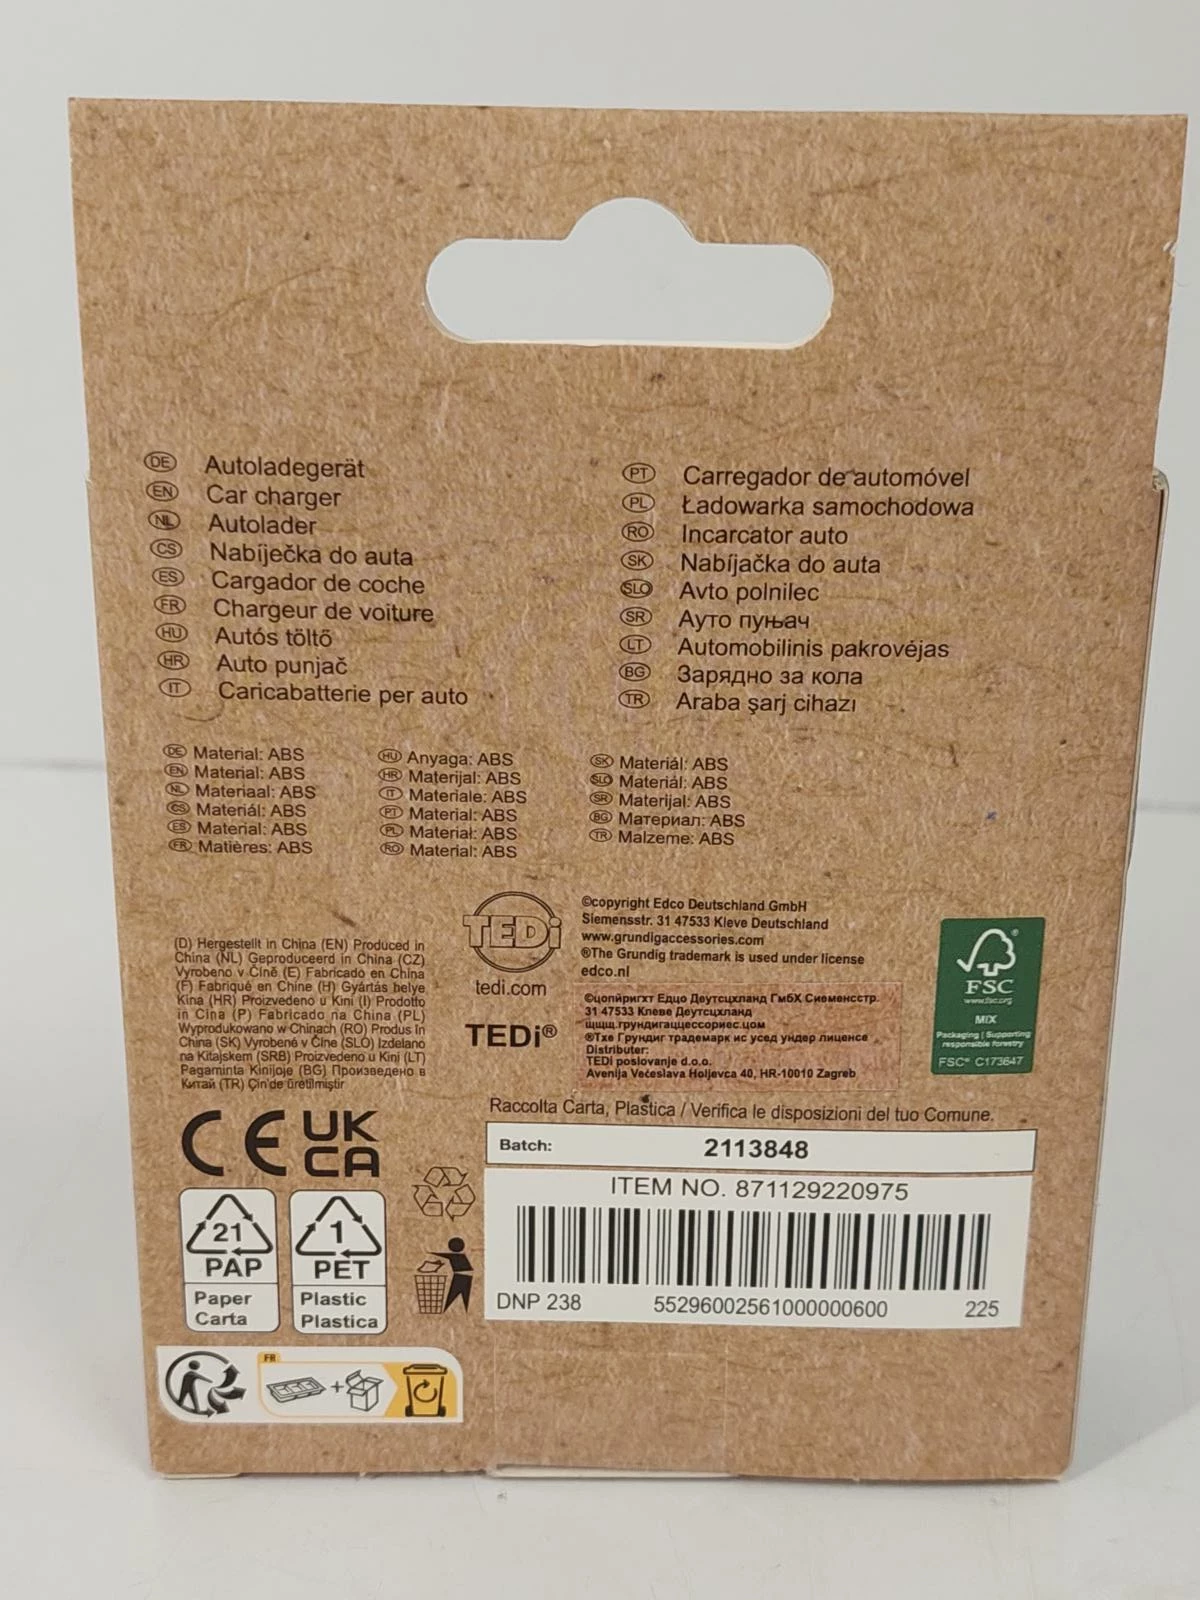 DE Autoladegerät
EN Car charger
NL Autolader
CS Nabíječka do auta
ES Cargador de coche
FR Chargeur de voiture
HU Autós töltő
HR Auto punjač
IT Caricabatterie per auto
PT Carregador de automóvel
PL Ładowarka samochodowa
RO Incarcator auto
SK Nabíjačka do auta
SLO Avto polnilec
SR Ауто пуњач
LT Automobilinis pakrovėjas
BG Зарядно за кола
TR Araba şarj cihazı
DE Material: ABS
EN Material: ABS
NL Materiaal: ABS
CS Materiál: ABS
ES Material: ABS
FR Matières: ABS
HU Anyaga: ABS
HR Materijal: ABS
IT Materiale: ABS
PT Material: ABS
PL Materiał: ABS
RO Material: ABS
SK Materiál: ABS
SLO Materiál: ABS
SR Materijal: ABS
BG Материал: ABS
TR Malzeme: ABS
(D) Hergestellt in China (EN) Produced in
China (NL) Geproduceerd in China (CZ)
Vyrobeno v Číně (E) Fabricado en China
(F) Fabriqué en Chine (H) Gyártás helye
Kina (HR) Proizvedeno u Kini (I) Prodotto
in Cina (P) Fabricado na China (PL)
Wyprodukowano w Chinach (RO) Produs în
China (SK) Vyrobené v Číne (SLO) Izdelano
na Kitajskem (SRB) Proizvedeno u Kini (LT)
Pagaminta Kinijoje (BG) Произведено в
Китай (TR) Çin'de üretilmiştir
TEDi
tedi.com
TEDi®
©copyright Edco Deutschland GmbH
Siemensstr. 31 47533 Kleve Deutschland
www.grundigaccessories.com
®The Grundig trademark is used under license
edco.nl
©цопйригхт Едцо Деутсцхланд ГмбХ Сиеменсстр.
31 47533 Клеве Деутсцхланд
щщщ.грундигаццессориес.цом
®Тхе Грундиг традемарк ис усед ундер лиценсе
Distributer:
TEDi poslovanje d.o.o.
Avenija Većeslava Holjevca 40, HR-10010 Zagreb
FSC
www.fsc.org
MIX
Packaging | Supporting
responsible forestry
FSC® C173647
Raccolta Carta, Plastica / Verifica le disposizioni del tuo Comune.
CE UK
CA
21
PAP
Paper
Carta
1
PET
Plastic
Plastica
Batch: 2113848
ITEM NO. 871129220975
DNP 238 55296002561000000600 225
FR